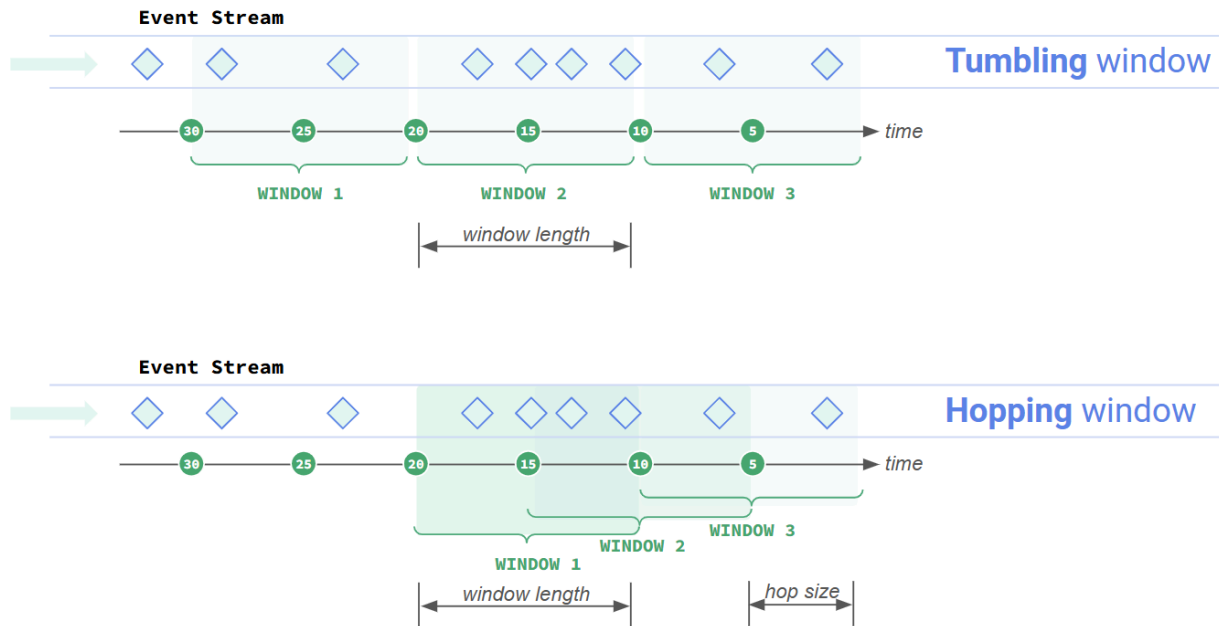 Event Stream
Tumbling window
30 25 20 15 10 5 time
WINDOW 1 WINDOW 2 WINDOW 3
window length
Event Stream
Hopping window
30 25 20 15 10 5 time
WINDOW 3
WINDOW 2
WINDOW 1
window length hop size